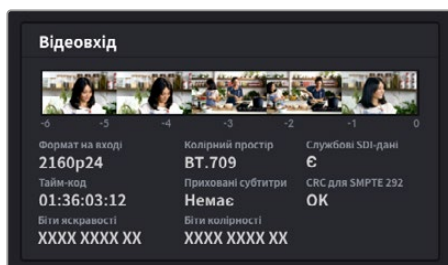 Відеовхід
-6 -5 -4 -3 -2 -1 0
Формат на вході Колірний простір Службові SDI-дані
2160p24 BT.709 Є
Тайм-код Приховані субтитри CRC для SMPTE 292
01:36:03:12 Немає OK
Біти яскравості Біти колірності
XXXX XXXX XX XXXX XXXX XX